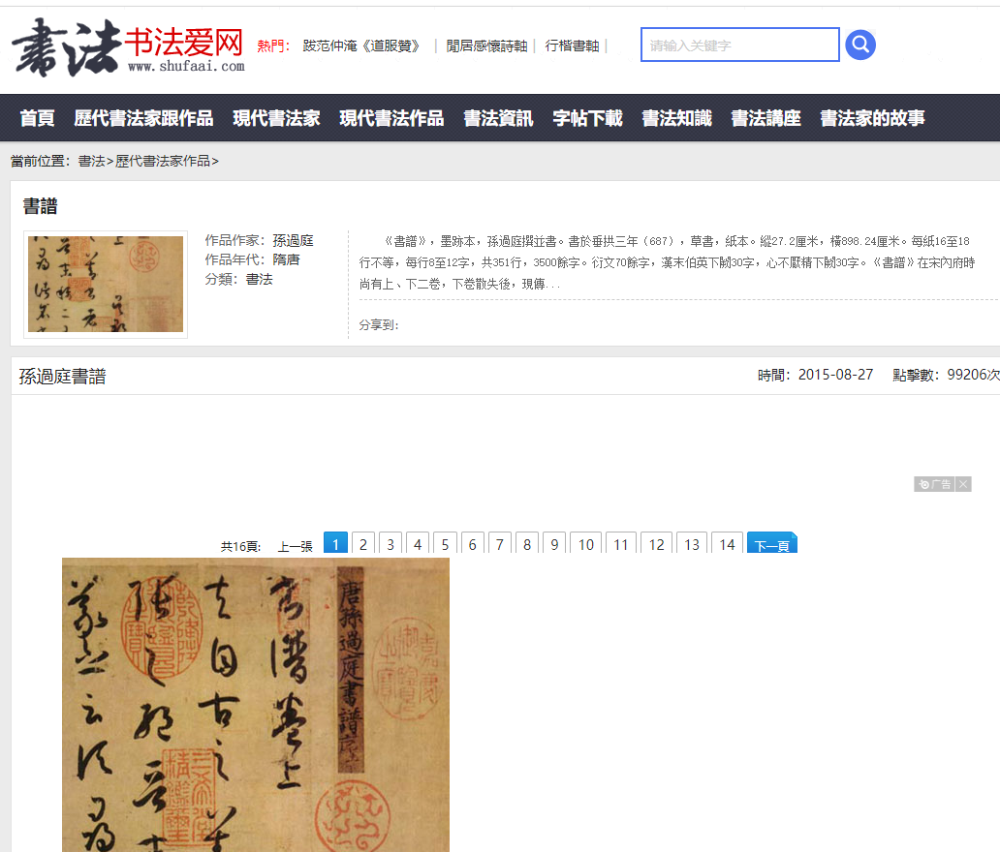 書法 书法爱网
www.shufaai.com
熱門： 跋范仲淹《道服贊》 | 閒居感懷詩軸 | 行楷書軸 |
请输入关键字
首頁 歷代書法家跟作品 現代書法家 現代書法作品 書法資訊 字帖下載 書法知識 書法講座 書法家的故事
當前位置：書法>歷代書法家作品>
書譜
作品作家：孫過庭
作品年代：隋唐
分類：書法
《書譜》，墨跡本，孫過庭撰並書。書於垂拱三年（687），草書，紙本。縱27.2厘米，橫898.24厘米。每紙16至18
行不等，每行8至12字，共351行，3500餘字。衍文70餘字，漢末伯英下闕30字，心不厭精下闕30字。《書譜》在宋內府時
尚有上、下二卷，下卷散失後，現傳...
分享到：
孫過庭書譜
時間：2015-08-27 點擊數：99206次
广告
共16頁: 上一張 1 2 3 4 5 6 7 8 9 10 11 12 13 14 下一頁
唐孫過庭書譜序
書譜卷上
夫自古之善
張之絕
羲盡云頃尋